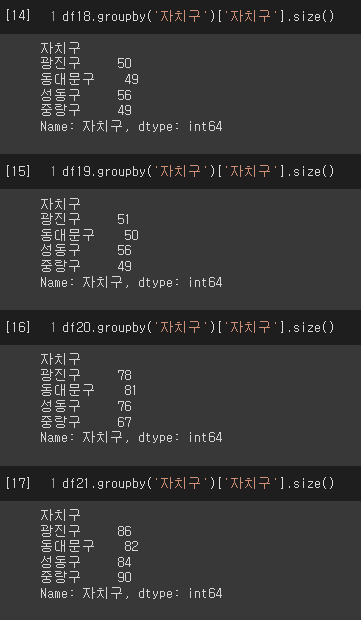 [14] 1 df18.groupby('자치구')['자치구'].size()
자치구
광진구 50
동대문구 49
성동구 56
중랑구 49
Name: 자치구, dtype: int64
[15] 1 df19.groupby('자치구')['자치구'].size()
자치구
광진구 51
동대문구 50
성동구 56
중랑구 49
Name: 자치구, dtype: int64
[16] 1 df20.groupby('자치구')['자치구'].size()
자치구
광진구 78
동대문구 81
성동구 76
중랑구 67
Name: 자치구, dtype: int64
[17] 1 df21.groupby('자치구')['자치구'].size()
자치구
광진구 86
동대문구 82
성동구 84
중랑구 90
Name: 자치구, dtype: int64